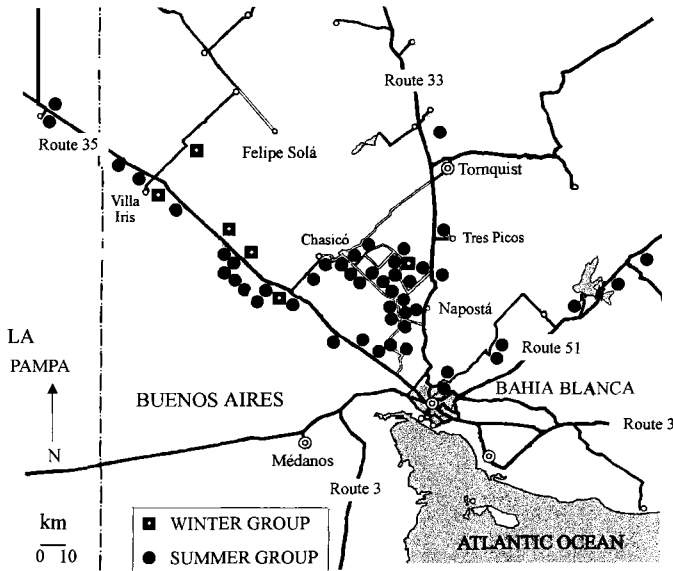 Route 33
Route 35
Felipe Solá
Tornquist
Villa
Iris
Chasicó
Tres Picos
Napostá
LA
PAMPA
Route 51
BUENOS AIRES
BAHIA BLANCA
Route 3
N
Médanos
Route 3
km
0 10
WINTER GROUP
SUMMER GROUP
ATLANTIC OCEAN